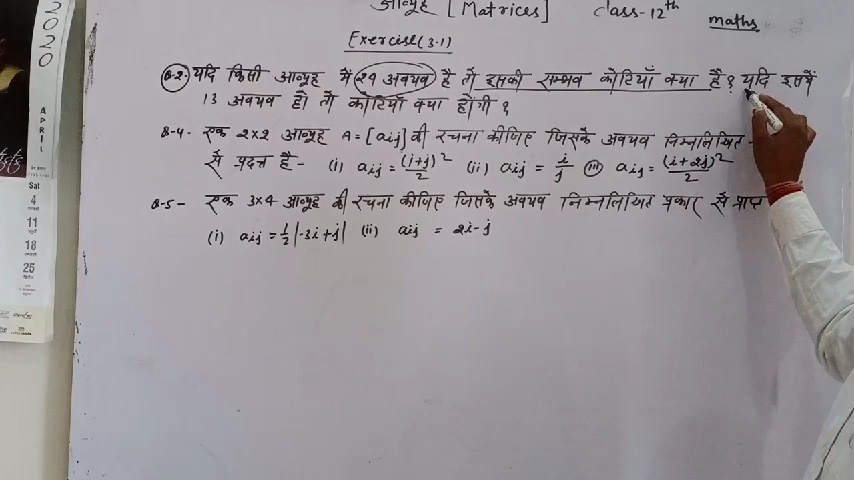 2020
APRIL
Sat
4
11
18
25
आव्यूह [Matrices] Class-12th maths
Exercise(3.1)
Q-2. यदि किसी आव्यूह में 24 अवयव है तो इसकी सम्भव कोटियाँ क्या है? यदि इसमें
13 अवयव हो तो कोटियाँ क्या होगी?
Q-4- एक 2×2 आव्यूह A = [aij] की रचना कीजिए जिसके अवयव निम्नलिखित -
से प्रदत्त है- (i) aij = (i+j)²/2 (ii) aij = i/j (iii) aij = (i+2j)²/2
Q-5- एक 3×4 आव्यूह की रचना कीजिए जिसके अवयव निम्नलिखित प्रकार से प्राप्त
(i) aij = 1/2 |-3i+j| (ii) aij = 2i-j